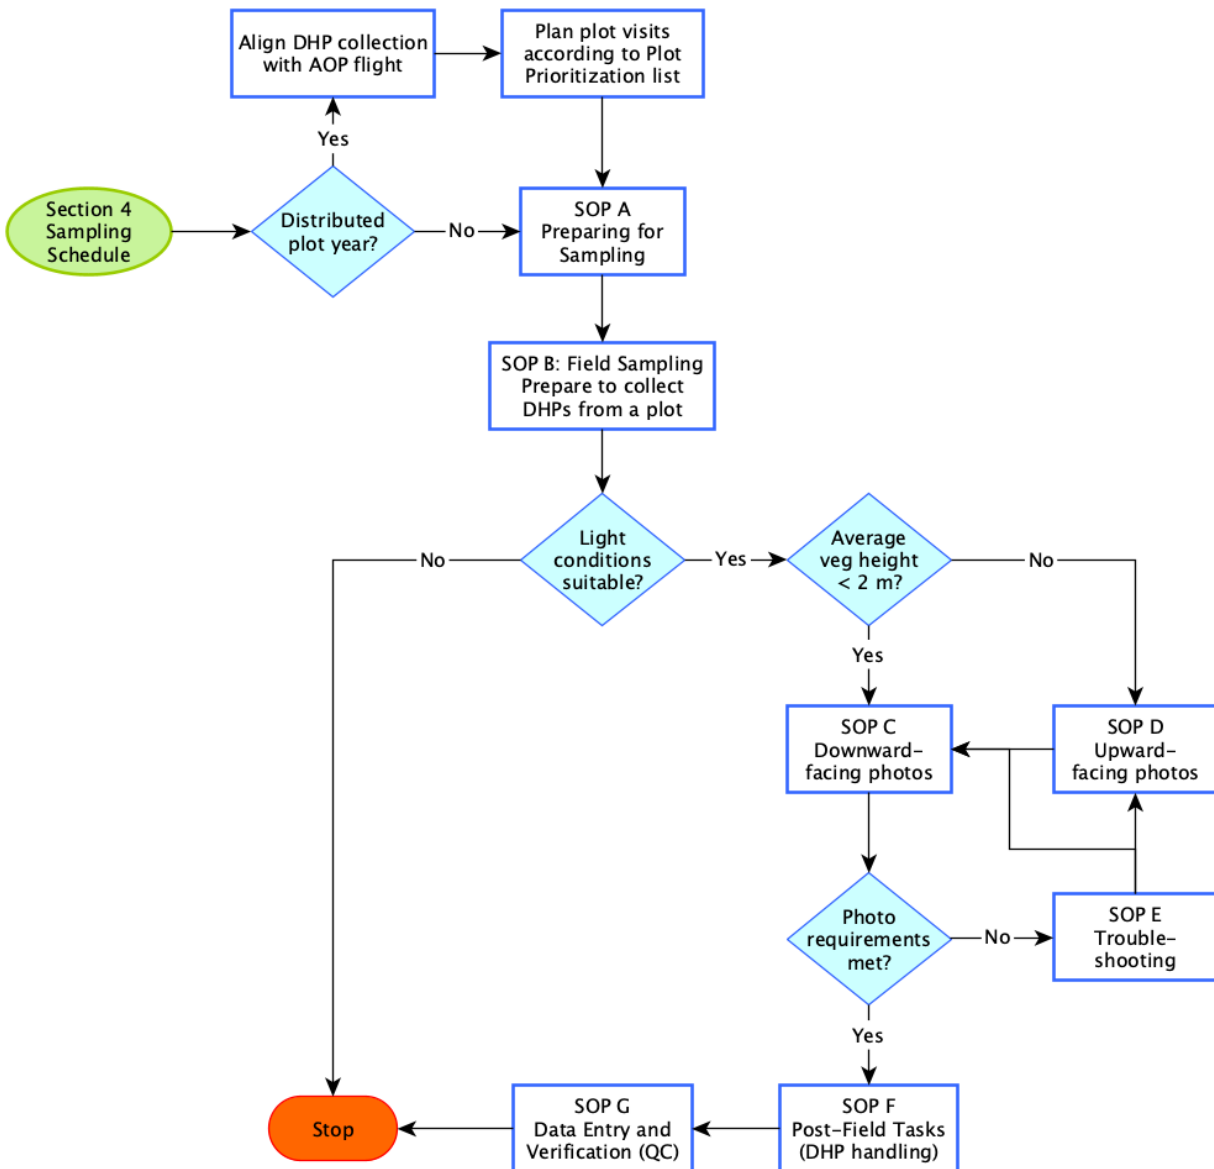 Align DHP collection
with AOP flight
Plan plot visits
according to Plot
Prioritization list
Yes
Section 4
Sampling
Schedule
Distributed
plot year?
No
SOP A
Preparing for
Sampling
SOP B: Field Sampling
Prepare to collect
DHPs from a plot
No
Light
conditions
suitable?
Yes
Average
veg height
< 2 m?
No
Yes
SOP C
Downward-
facing photos
SOP D
Upward-
facing photos
Photo
requirements
met?
No
SOP E
Trouble-
shooting
Yes
Stop
SOP G
Data Entry and
Verification (QC)
SOP F
Post-Field Tasks
(DHP handling)